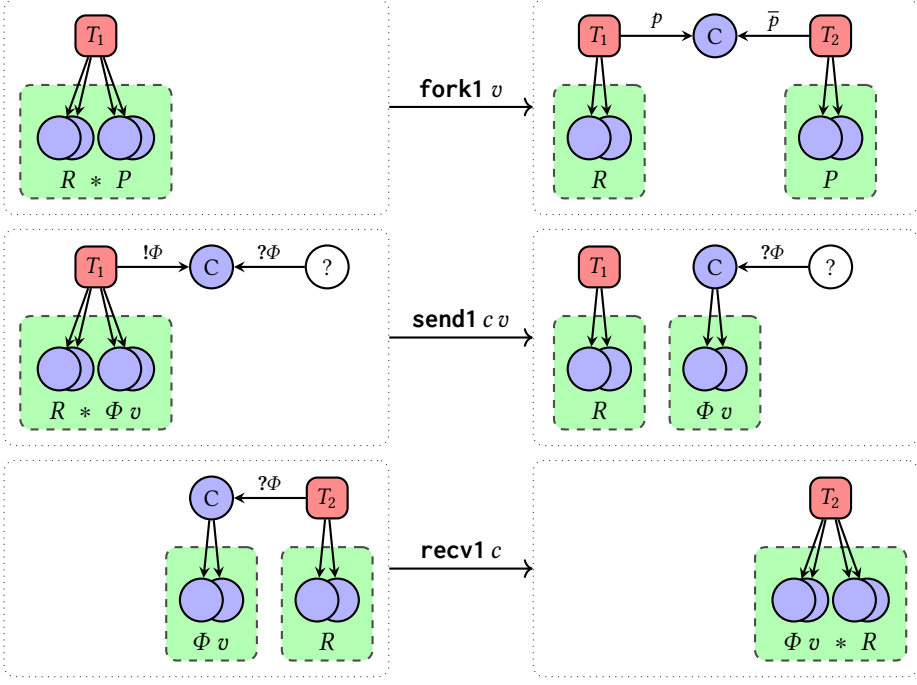 T₁ T₁ p C p̅ T₂
fork1 v
R ∗ P R P
T₁ !Φ C ?Φ ? T₁ C ?Φ ?
send1 c v
R ∗ Φ v R Φ v
C ?Φ T₂ T₂
recv1 c
Φ v R Φ v ∗ R